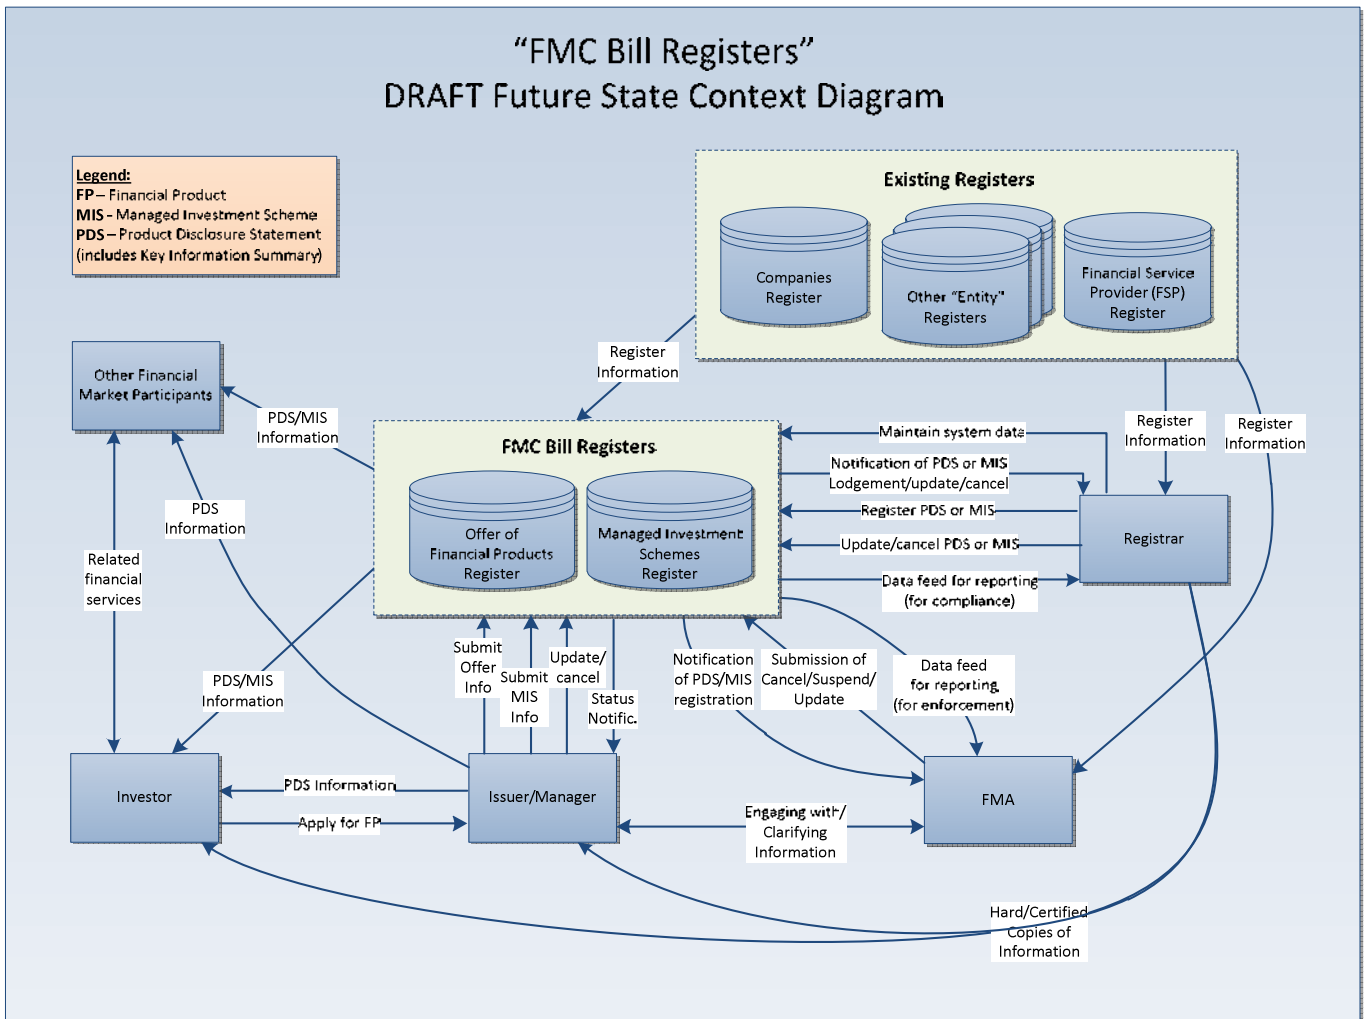 “FMC Bill Registers”
DRAFT Future State Context Diagram
Legend:
FP – Financial Product
MIS - Managed Investment Scheme
PDS – Product Disclosure Statement
(includes Key Information Summary)
Existing Registers
Companies
Register
Other “Entity”
Registers
Financial Service
Provider (FSP)
Register
Register
Information
Register
Information
Register
Information
Other Financial
Market Participants
PDS/MIS
Information
PDS
Information
Related
financial
services
PDS/MIS
Information
FMC Bill Registers
Offer of
Financial Products
Register
Managed Investment
Schemes
Register
Maintain system data
Notification of PDS or MIS
Lodgement/update/cancel
Register PDS or MIS
Update/cancel PDS or MIS
Data feed for reporting
(for compliance)
Registrar
Submit
Offer
Info
Submit
MIS
Info
Update/
cancel
Status
Notific.
Notification
of PDS/MIS
registration
Submission of
Cancel/Suspend/
Update
Data feed
for reporting
(for enforcement)
Investor
PDS Information
Apply for FP
Issuer/Manager
Engaging with/
Clarifying
Information
FMA
Hard/Certified
Copies of
Information